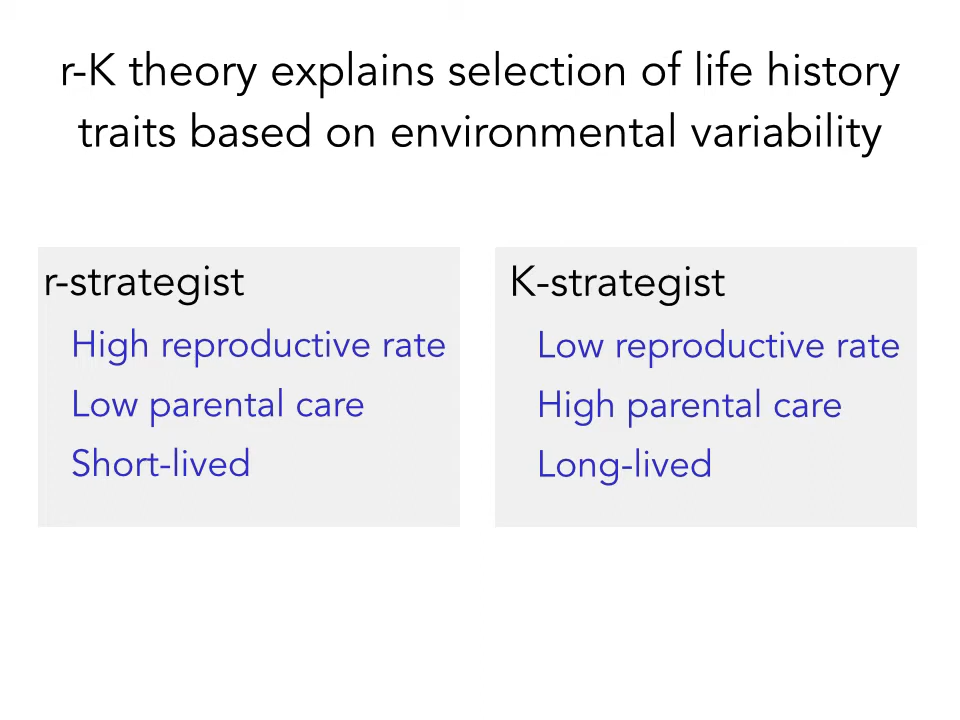 r-K theory explains selection of life history
traits based on environmental variability
r-strategist
High reproductive rate
Low parental care
Short-lived
K-strategist
Low reproductive rate
High parental care
Long-lived